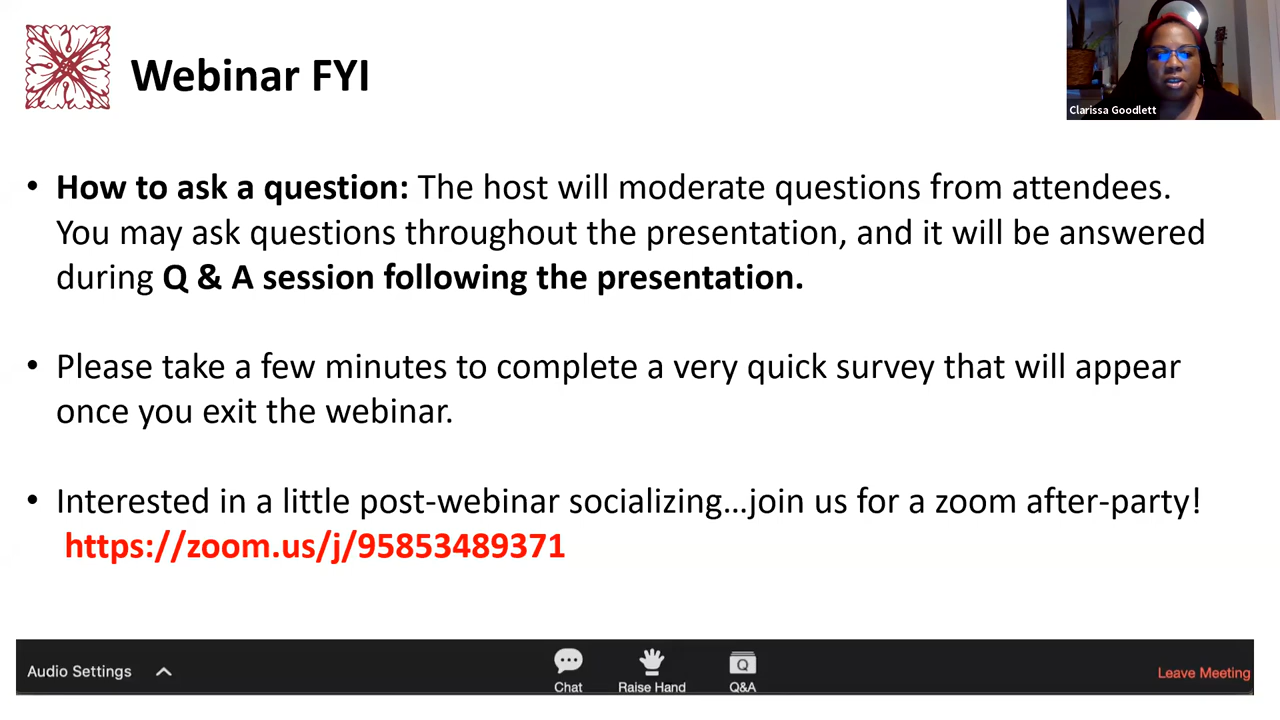 Webinar FYI
Clarissa Goodlett
• How to ask a question: The host will moderate questions from attendees.
You may ask questions throughout the presentation, and it will be answered
during Q & A session following the presentation.
• Please take a few minutes to complete a very quick survey that will appear
once you exit the webinar.
• Interested in a little post-webinar socializing…join us for a zoom after-party!
https://zoom.us/j/95853489371
Audio Settings
Chat
Raise Hand
Q
Q&A
Leave Meeting